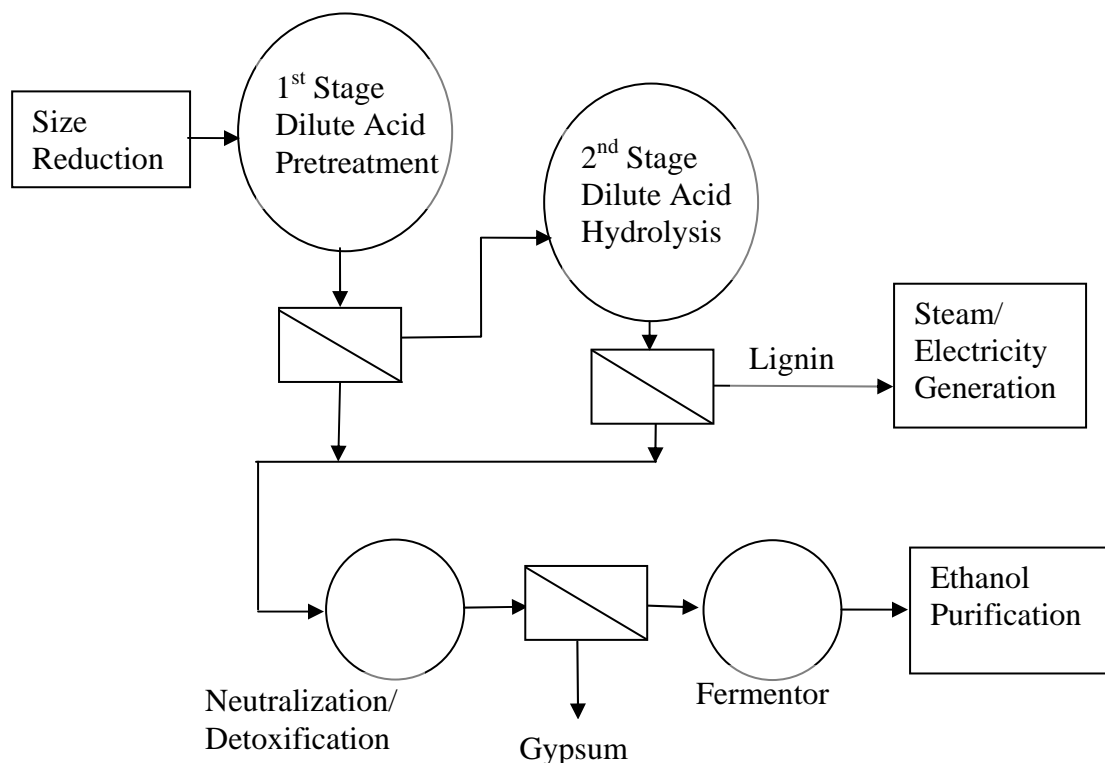 Size
Reduction
1st Stage
Dilute Acid
Pretreatment
2nd Stage
Dilute Acid
Hydrolysis
Lignin
Steam/
Electricity
Generation
Neutralization/
Detoxification
Gypsum
Fermentor
Ethanol
Purification